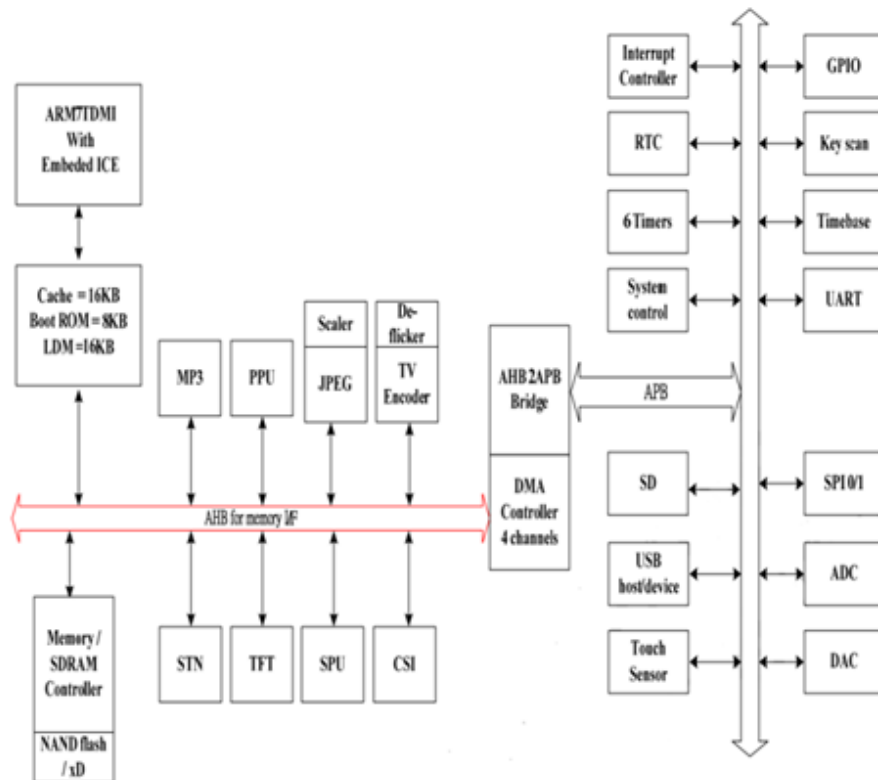 ARM7TDMI
With
Embeded ICE
Cache =16KB
Boot ROM = 8KB
LDM =16KB
MP3
PPU
Scaler
JPEG
De-
flicker
TV
Encoder
AHB for memory I/F
Memory /
SDRAM
Controller
NAND flash
/ xD
STN
TFT
SPU
CSI
AHB 2APB
Bridge
DMA
Controller
4 channels
APB
Interrupt
Controller
GPIO
RTC
Key scan
6 Timers
Timebase
System
control
UART
SD
SPI 0/1
USB
host/device
ADC
Touch
Sensor
DAC